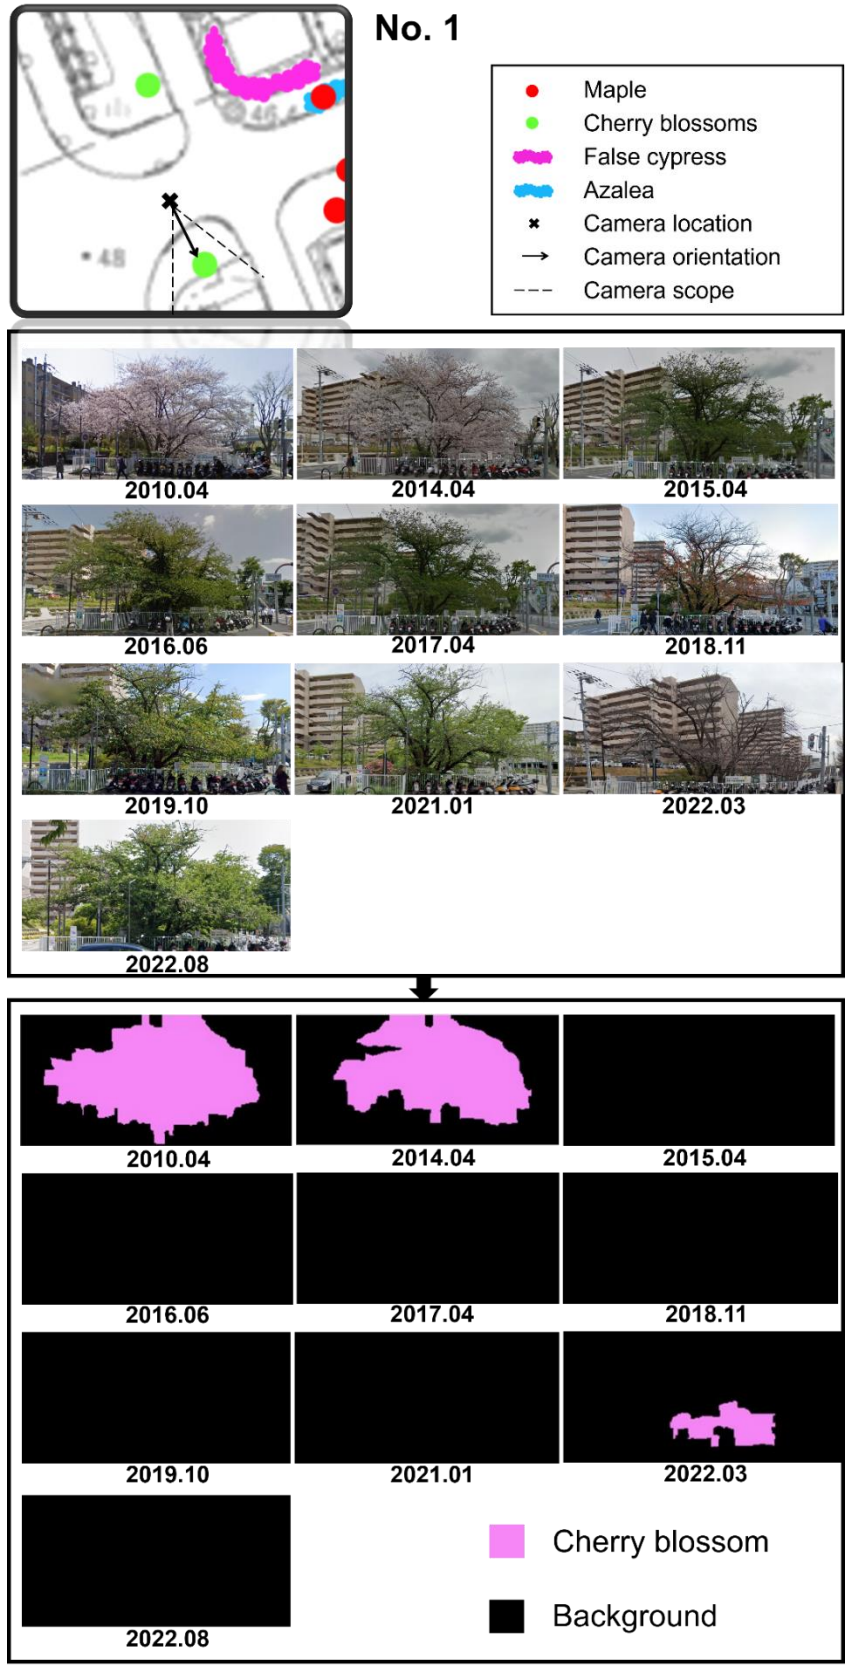 No. 1
Maple
Cherry blossoms
False cypress
Azalea
Camera location
Camera orientation
Camera scope
48
2010.04 2014.04 2015.04
2016.06 2017.04 2018.11
2019.10 2021.01 2022.03
2022.08
2010.04 2014.04 2015.04
2016.06 2017.04 2018.11
2019.10 2021.01 2022.03
Cherry blossom
Background
2022.08